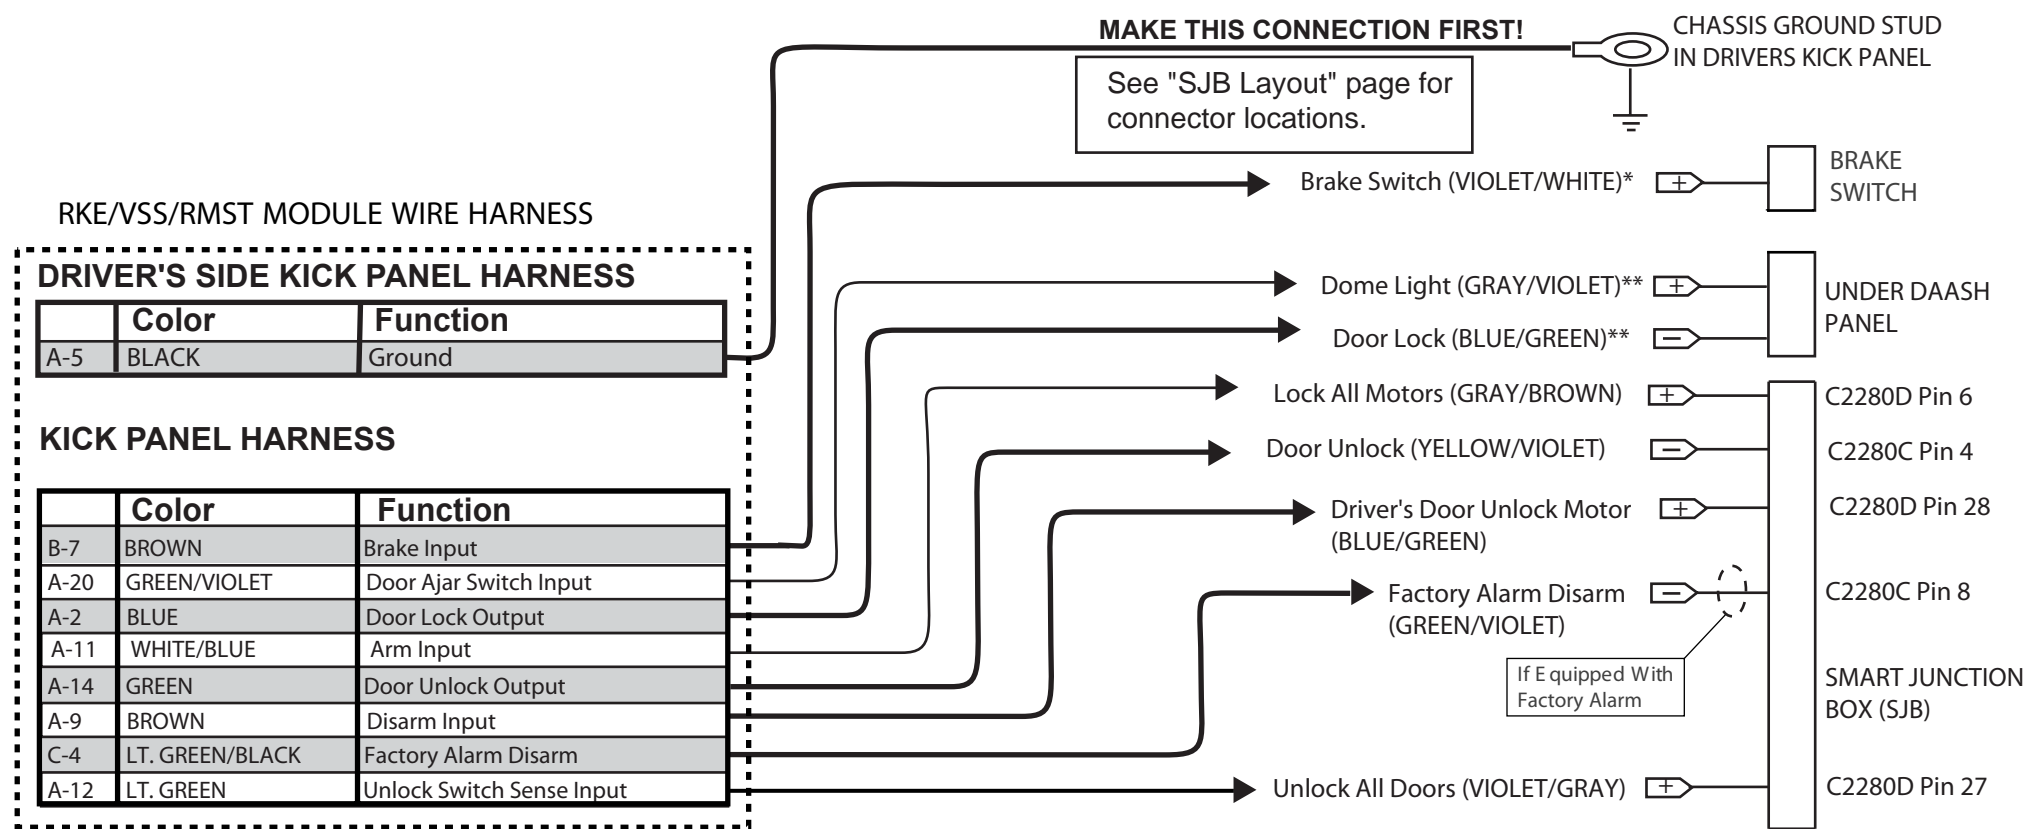 MAKE THIS CONNECTION FIRST!
CHASSIS GROUND STUD
IN DRIVERS KICK PANEL
See "SJB Layout" page for
connector locations.
Brake Switch (VIOLET/WHITE)* +
BRAKE
SWITCH
RKE/VSS/RMST MODULE WIRE HARNESS
DRIVER'S SIDE KICK PANEL HARNESS
Color Function
A-5 BLACK Ground
Dome Light (GRAY/VIOLET)** +
Door Lock (BLUE/GREEN)** −
UNDER DAASH
PANEL
Lock All Motors (GRAY/BROWN) + C2280D Pin 6
Door Unlock (YELLOW/VIOLET) − C2280C Pin 4
Driver's Door Unlock Motor + C2280D Pin 28
(BLUE/GREEN)
Factory Alarm Disarm − C2280C Pin 8
(GREEN/VIOLET)
If E quipped With
Factory Alarm
SMART JUNCTION
BOX (SJB)
Unlock All Doors (VIOLET/GRAY) + C2280D Pin 27
KICK PANEL HARNESS
Color Function
B-7 BROWN Brake Input
A-20 GREEN/VIOLET Door Ajar Switch Input
A-2 BLUE Door Lock Output
A-11 WHITE/BLUE Arm Input
A-14 GREEN Door Unlock Output
A-9 BROWN Disarm Input
C-4 LT. GREEN/BLACK Factory Alarm Disarm
A-12 LT. GREEN Unlock Switch Sense Input